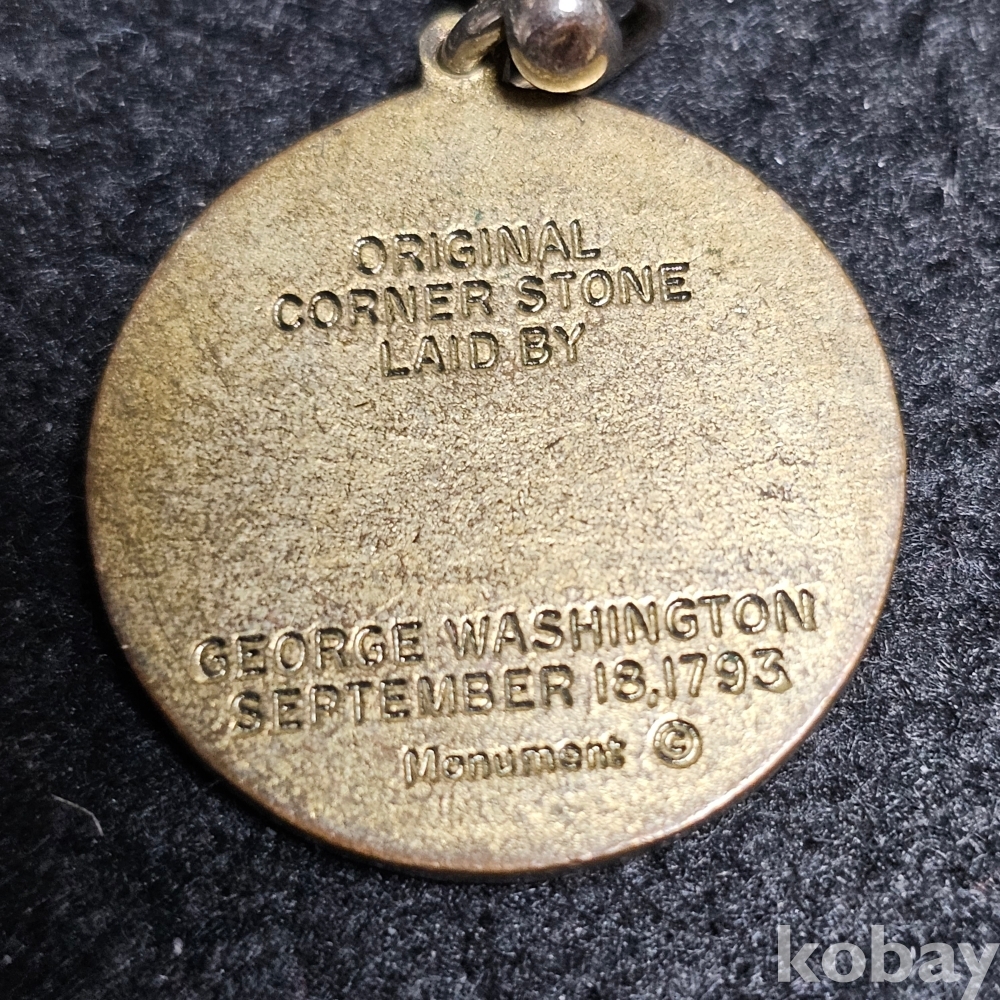 ORIGINAL
CORNER STONE
LAID BY
GEORGE WASHINGTON
SEPTEMBER 18, 1793
Monument ©
kobay